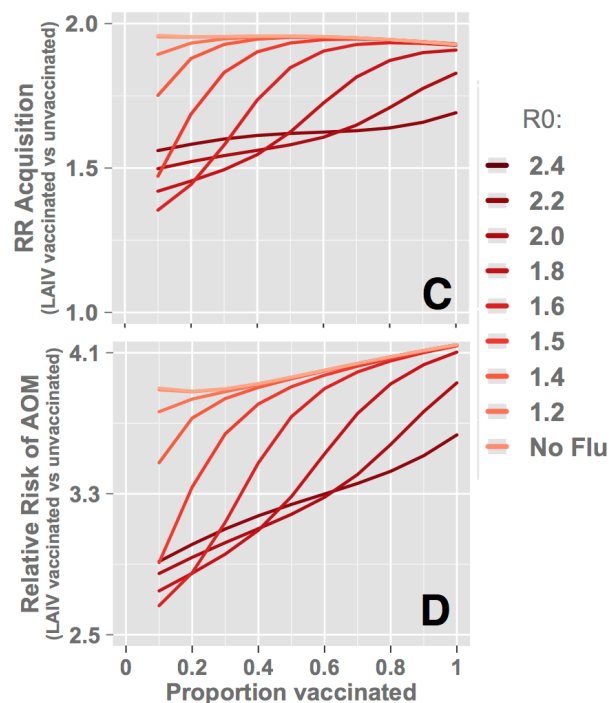 2.0
1.5
1.0
RR Acquisition
(LAIV vaccinated vs unvaccinated)
C
4.1
3.3
2.5
Relative Risk of AOM
(LAIV vaccinated vs unvaccinated)
D
0 0.2 0.4 0.6 0.8 1
Proportion vaccinated
R0:
2.4
2.2
2.0
1.8
1.6
1.5
1.4
1.2
No Flu